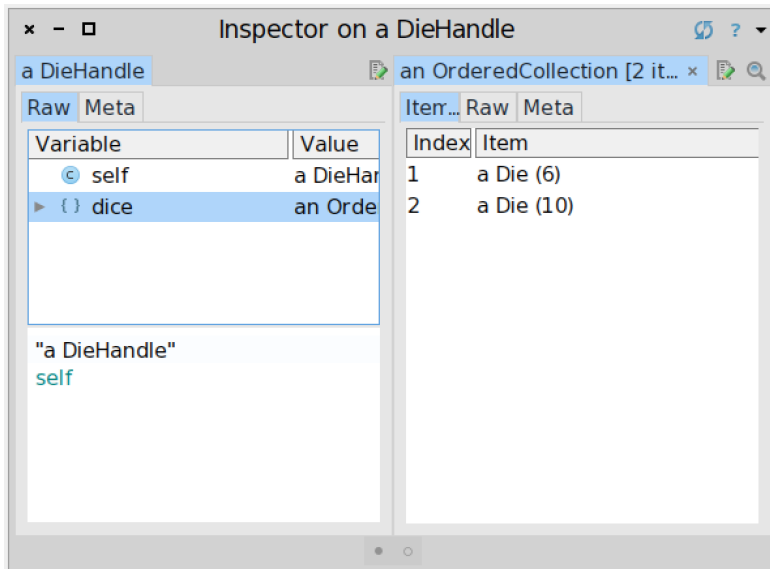 Inspector on a DieHandle ?
a DieHandle
an OrderedCollection [2 it... ×
Raw Meta
Item... Raw Meta
Variable Value
Index Item
self a DieHar
1 a Die (6)
{ } dice an Orde
2 a Die (10)
"a DieHandle"
self